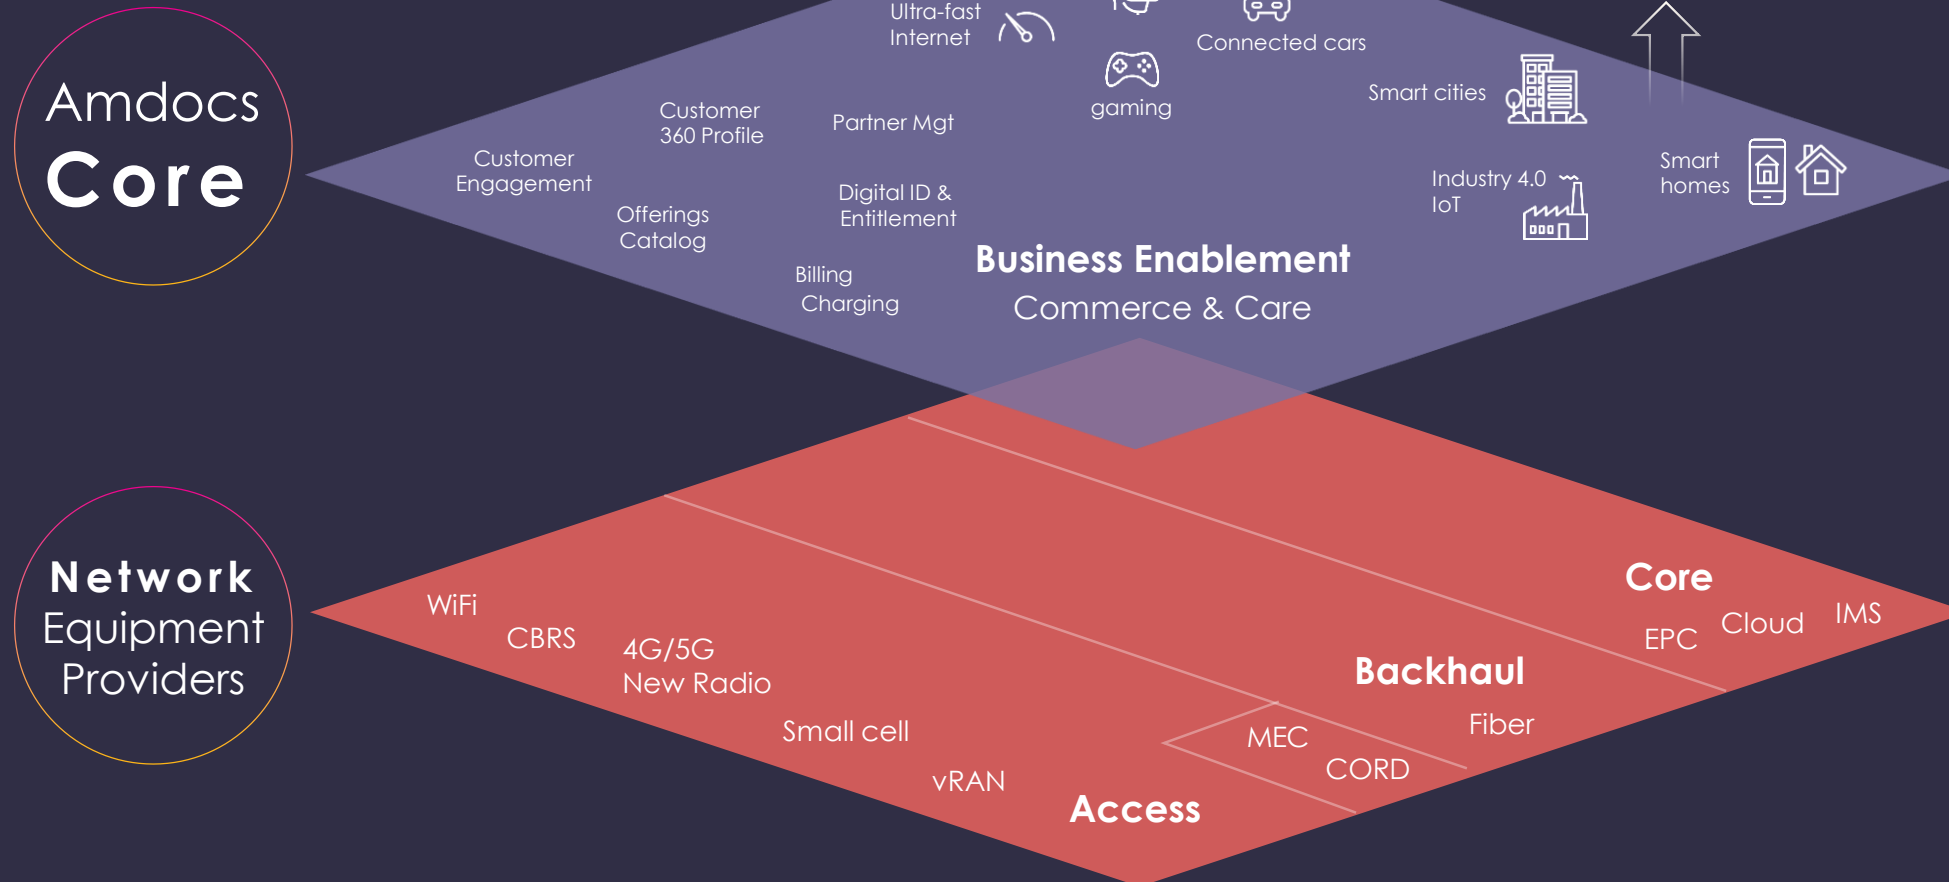 Amdocs
Core
Ultra-fast
Internet
Connected cars
gaming
Smart cities
Customer
360 Profile
Partner Mgt
Customer
Engagement
Digital ID &
Entitlement
Industry 4.0
IoT
Smart
homes
Offerings
Catalog
Business Enablement
Commerce & Care
Billing
Charging
Network
Equipment
Providers
WiFi
CBRS
4G/5G
New Radio
Small cell
vRAN
Access
MEC
CORD
Backhaul
Fiber
Core
EPC
Cloud
IMS